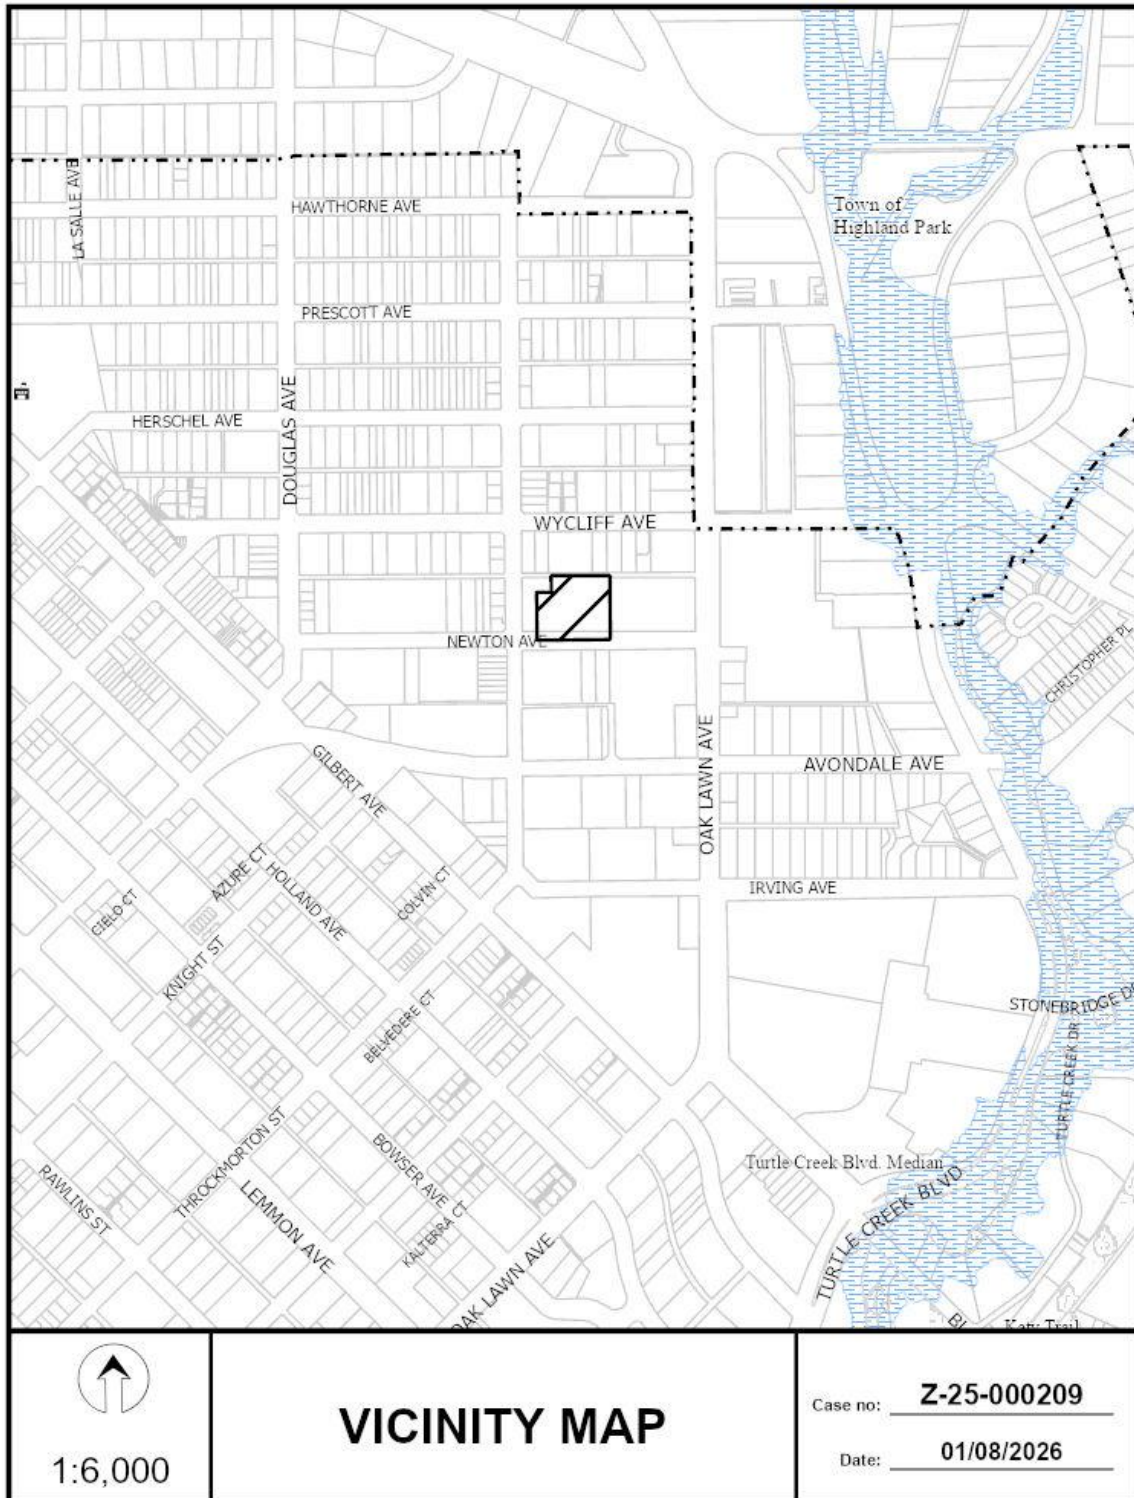 LA SALLE AVE
HAWTHORNE AVE
Town of
Highland Park
PRESCOTT AVE
DOUGLAS AVE
HERSCHEL AVE
WYCLIFF AVE
NEWTON AVE
CHRISTOPHER PL
OAK LAWN AVE
GILBERT AVE
AVONDALE AVE
AZURE CT
HOLLAND AVE
COLVIN CT
IRVING AVE
CIELO CT
KNIGHT ST
BELVEDERE CT
STONEBRIDGE
TURTLE CREEK DR
THROCKMORTON ST
BOWSER AVE
Turtle Creek Blvd. Median
RAWLINS ST
LEMMON AVE
KALTERRA CT
OAK LAWN AVE
TURTLE CREEK BLVD
Katy Trail
1:6,000
VICINITY MAP
Case no: Z-25-000209
Date: 01/08/2026